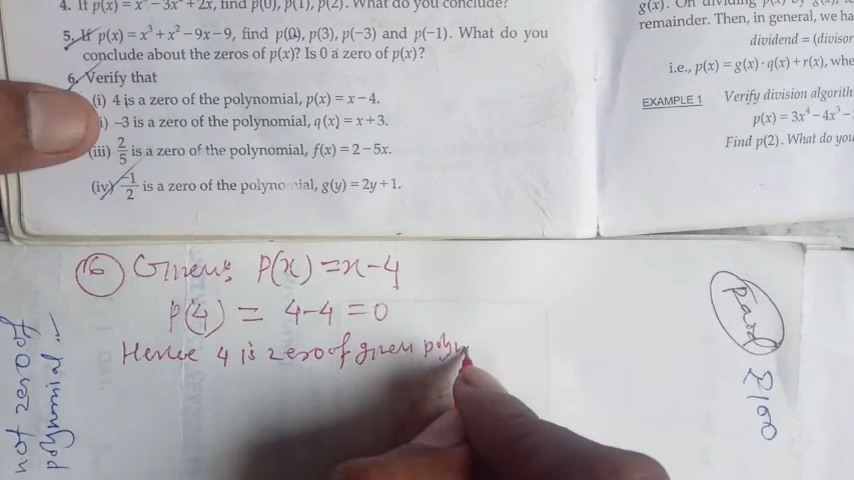 4. If p(x) = x³ − 3x² + 2x, find p(0), p(1), p(2). What do you conclude?
5. If p(x) = x³ + x² − 9x − 9, find p(0), p(3), p(−3) and p(−1). What do you
conclude about the zeros of p(x)? Is 0 a zero of p(x)?
6. Verify that
(i) 4 is a zero of the polynomial, p(x) = x − 4.
i) −3 is a zero of the polynomial, q(x) = x + 3.
(iii) 2/5 is a zero of the polynomial, f(x) = 2 − 5x.
(iv) −1/2 is a zero of the polynomial, g(y) = 2y + 1.
g(x). On dividing
remainder. Then, in general, we ha
dividend = (divisor
i.e., p(x) = g(x) · q(x) + r(x), whe
EXAMPLE 1 Verify division algorith
p(x) = 3x⁴ − 4x³ −
Find p(2). What do you
16 Given; p(x) = x − 4
p(4) = 4 − 4 = 0
Hence 4 is zero of given poly
not zero of
polynomial